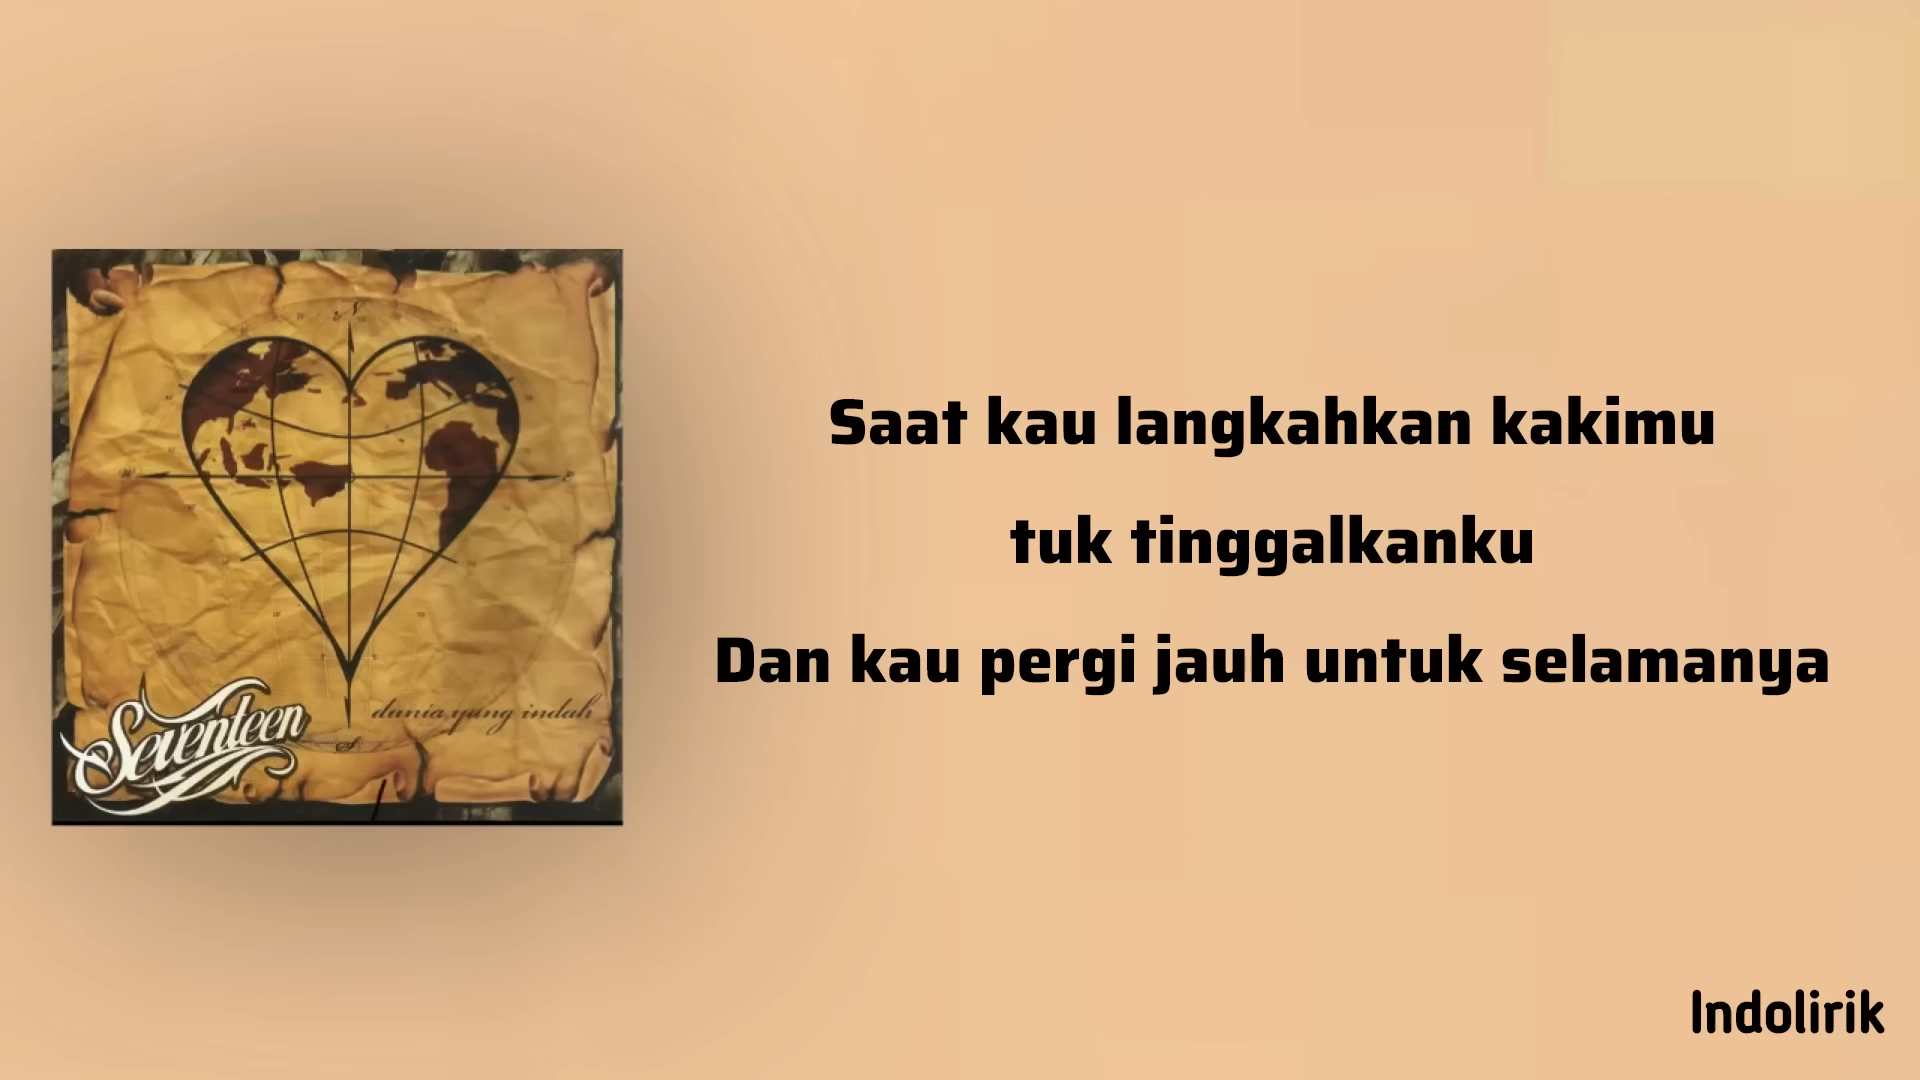 Seventeen
dunia yang indah
Saat kau langkahkan kakimu
tuk tinggalkanku
Dan kau pergi jauh untuk selamanya
Indolirik